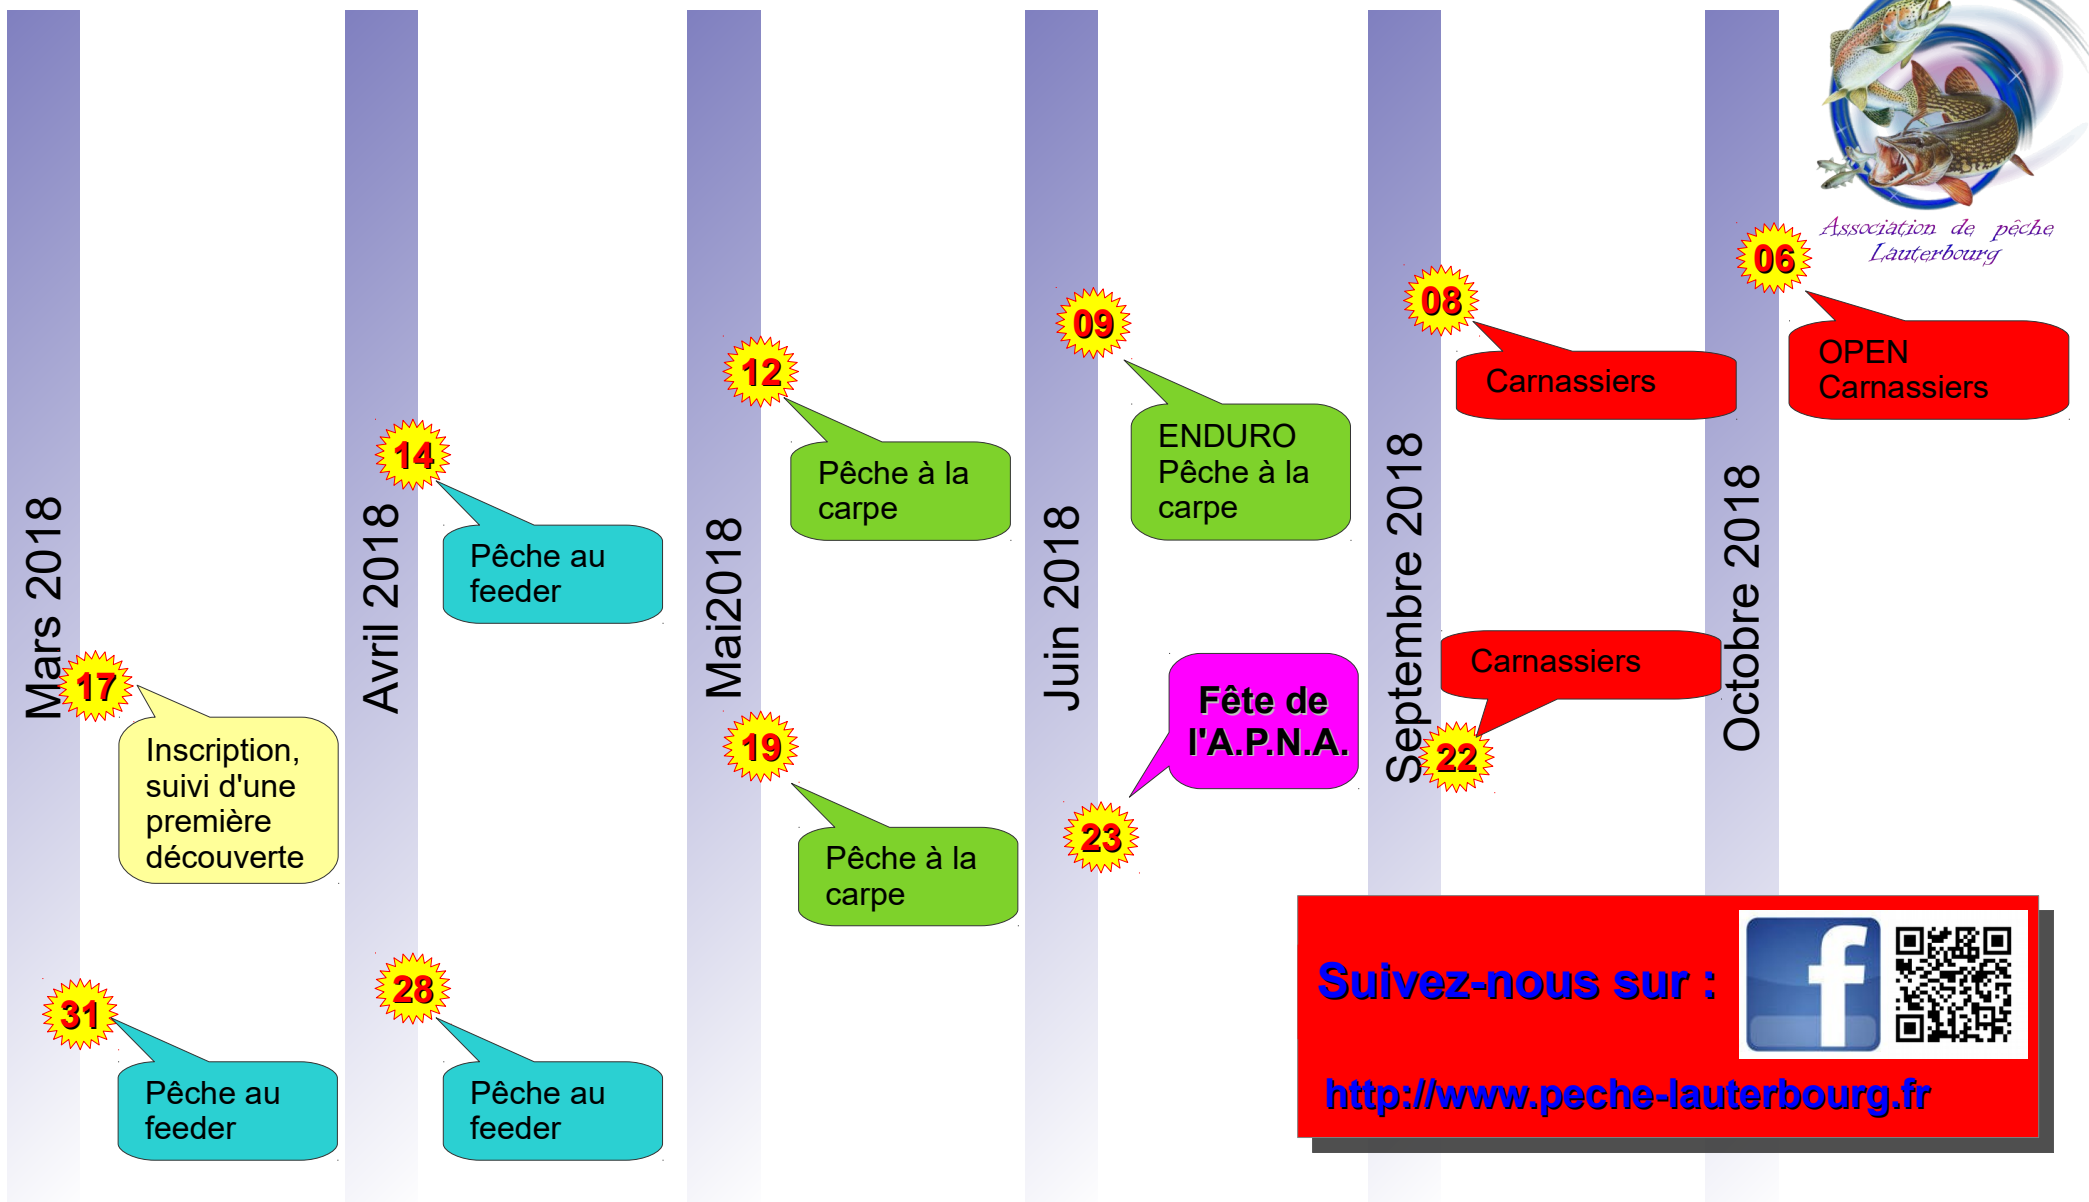 Mars 2018
17
Inscription,
suivi d'une
première
découverte
31
Pêche au
feeder
Avril 2018
14
Pêche au
feeder
28
Pêche au
feeder
Mai2018
12
Pêche à la
carpe
19
Pêche à la
carpe
Juin 2018
09
ENDURO
Pêche à la
carpe
Fête de
l'A.P.N.A.
23
Septembre 2018
08
Carnassiers
Carnassiers
22
Octobre 2018
Association de pêche
Lauterbourg
06
OPEN
Carnassiers
Suivez-nous sur :
f
http://www.peche-lauterbourg.fr